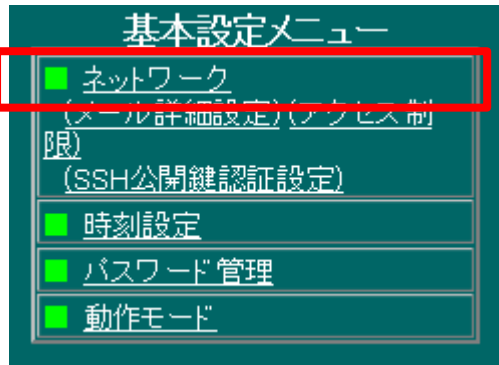 基本設定メニュー
ネットワーク
(メール詳細設定)(アクセス制
限)
(SSH公開鍵認証設定)
時刻設定
パスワード管理
動作モード